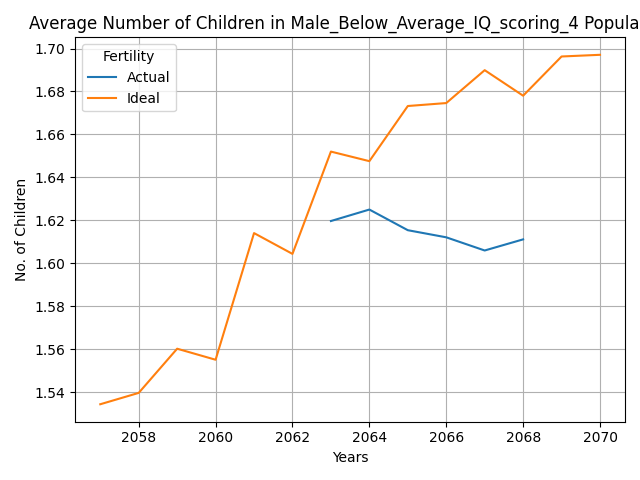 Average Number of Children in Male_Below_Average_IQ_scoring_4 Popula
Fertility
Actual
Ideal
No. of Children
1.70
1.68
1.66
1.64
1.62
1.60
1.58
1.56
1.54
2058 2060 2062 2064 2066 2068 2070
Years